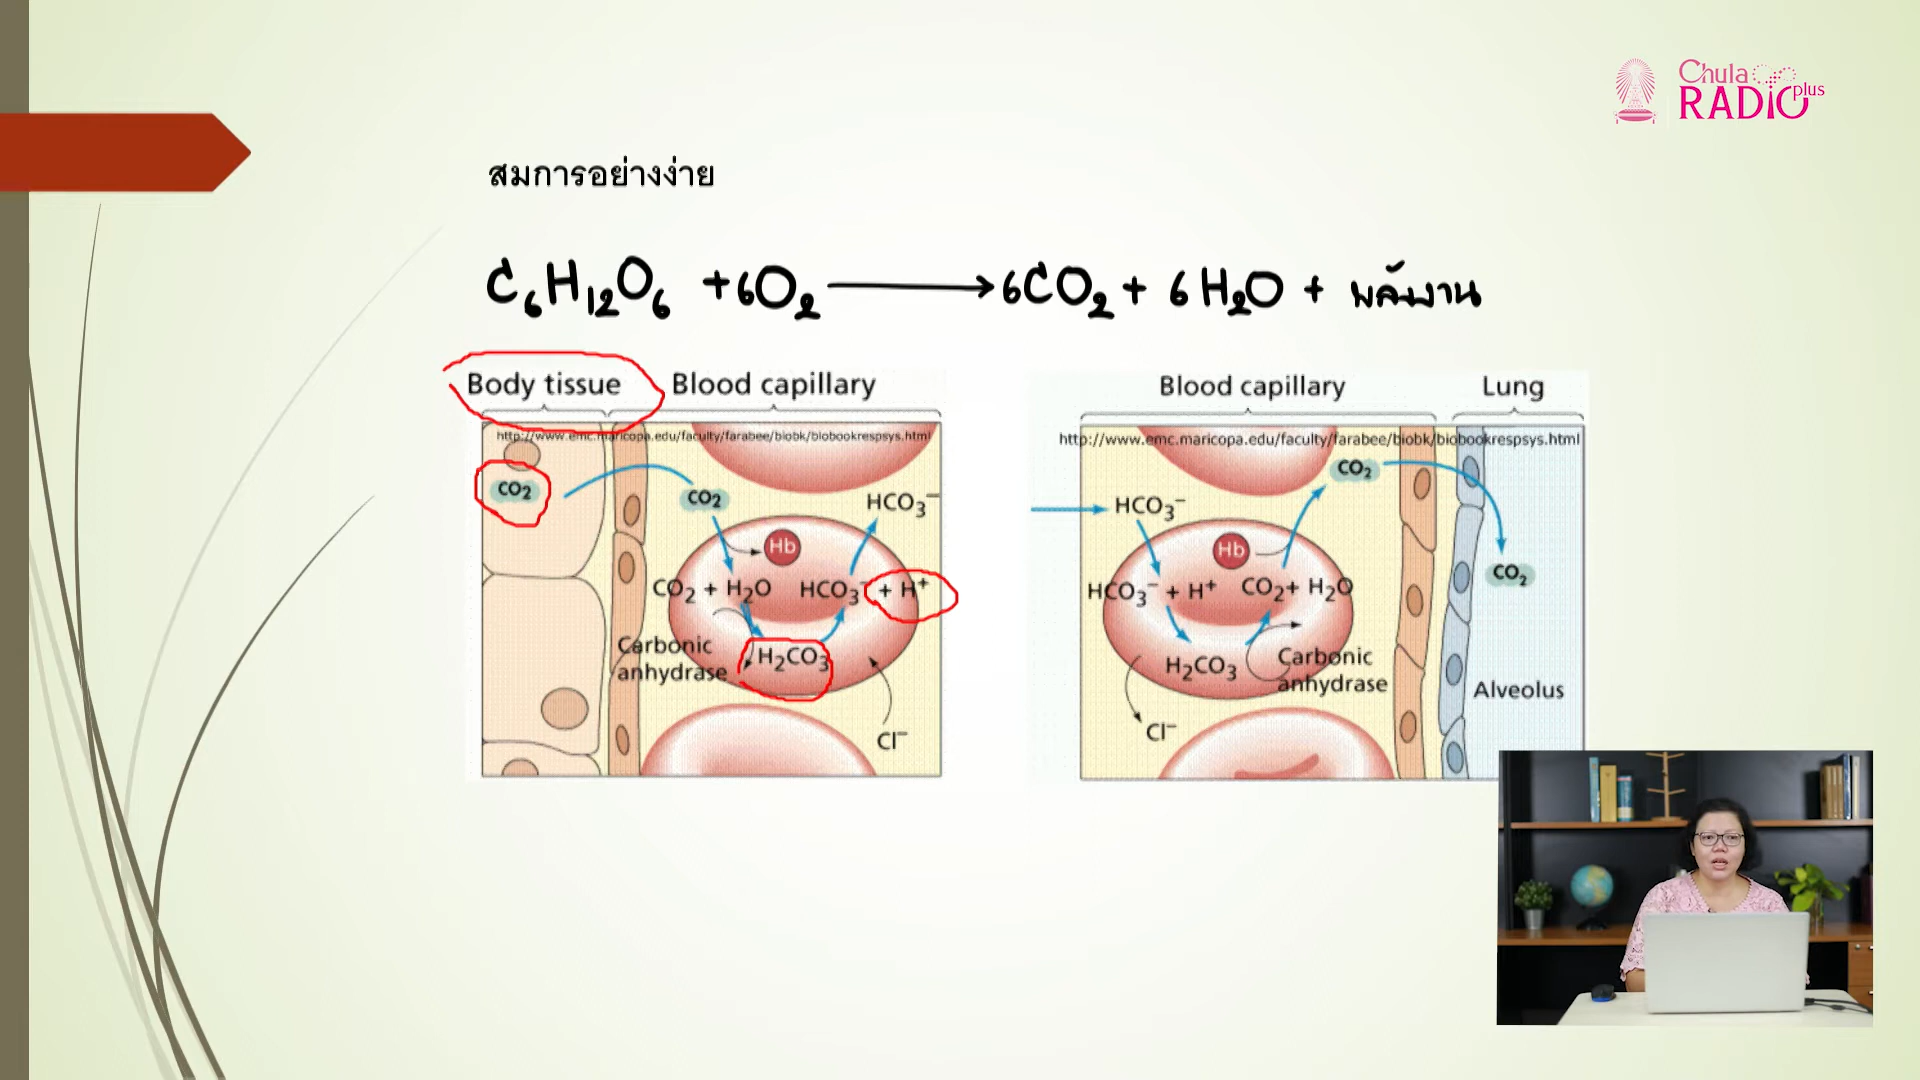 Chula
RADIO plus
สมการอย่างง่าย
C₆H₁₂O₆ + 6O₂ → 6CO₂ + 6H₂O + พลังงาน
Body tissue Blood capillary
http://www.emc.maricopa.edu/faculty/farabee/biobk/biobookrespsys.html
CO₂
CO₂
HCO₃⁻
Hb
CO₂ + H₂O HCO₃⁻ + H⁺
Carbonic
anhydrase
H₂CO₃
Cl⁻
Blood capillary Lung
http://www.emc.maricopa.edu/faculty/farabee/biobk/biobookrespsys.html
CO₂
HCO₃⁻
Hb
CO₂
HCO₃⁻ + H⁺ CO₂ + H₂O
H₂CO₃
Carbonic
anhydrase
Alveolus
Cl⁻